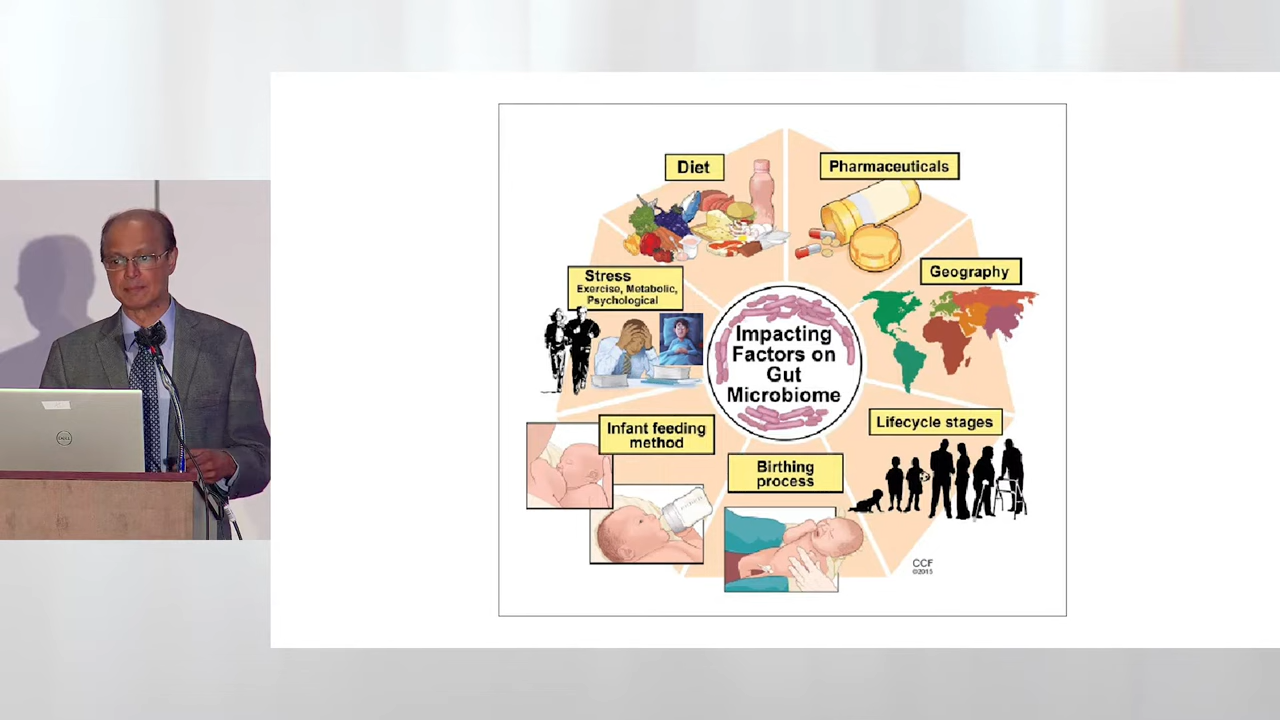 Diet
Pharmaceuticals
Stress
Exercise, Metabolic,
Psychological
Geography
Impacting
Factors on
Gut
Microbiome
Infant feeding
method
Lifecycle stages
Birthing
process
CCF
©2015
DELL